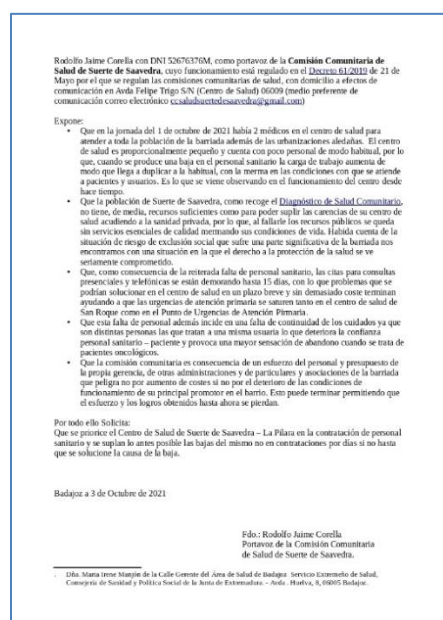 Rodolfo Jaime Corella con DNI 52676376M, como portavoz de la Comisión Comunitaria de
Salud de Suerte de Saavedra, cuyo funcionamiento está regulado en el Decreto 61/2019 de 21 de
Mayo por el que se regulan las comisiones comunitarias de salud, con domicilio a efectos de
comunicación en Avda Felipe Trigo S/N (Centro de Salud) 06009 (medio preferente de
comunicación correo electrónico ccsaludsuertedesaavedra@gmail.com)
Expone:
• Que en la jornada del 1 de octubre de 2021 había 2 médicos en el centro de salud para
atender a toda la población de la barriada además de las urbanizaciones aledañas. El centro
de salud es proporcionalmente pequeño y cuenta con poco personal de modo habitual, por lo
que, cuando se produce una baja en el personal sanitario la carga de trabajo aumenta de
modo que llega a duplicar a la habitual, con la merma en las condiciones con que se atiende
a pacientes y usuarios. Es lo que se viene observando en el funcionamiento del centro desde
hace tiempo.
• Que la población de Suerte de Saavedra, como recoge el Diagnóstico de Salud Comunitario,
no tiene, de media, recursos suficientes como para poder suplir las carencias de su centro de
salud acudiendo a la sanidad privada, por lo que, al fallarle los recursos públicos se queda
sin servicios esenciales de calidad mermando sus condiciones de vida. Habida cuenta de la
situación de riesgo de exclusión social que sufre una parte significativa de la barriada nos
encontramos con una situación en la que el derecho a la protección de la salud se ve
seriamente comprometido.
• Que, como consecuencia de la reiterada falta de personal sanitario, las citas para consultas
presenciales y telefónicas se están demorando hasta 15 días, con lo que problemas que se
podrían solucionar en el centro de salud en un plazo breve y sin demasiado coste terminan
ayudando a que las urgencias de atención primaria se saturen tanto en el centro de salud de
San Roque como en el Punto de Urgencias de Atención Pirmaria.
• Que esta falta de personal además incide en una falta de continuidad de los cuidados ya que
son distintas personas las que tratan a una misma usuaria lo que deteriora la confianza
personal sanitario – paciente y provoca una mayor sensación de abandono cuando se trata de
pacientes oncológicos.
• Que la comisión comunitaria es consecuencia de un esfuerzo del personal y presupuesto de
la propia gerencia, de otras administraciones y de particulares y asociaciones de la barriada
que peligra no por aumento de costes si no por el deterioro de las condiciones de
funcionamiento de su principal promotor en el barrio. Esto puede terminar permitiendo que
el esfuerzo y los logros obtenidos hasta ahora se pierdan.
Por todo ello Solicita:
Que se priorice el Centro de Salud de Suerte de Saavedra – La Pilara en la contratación de personal
sanitario y se suplan lo antes posible las bajas del mismo no en contrataciones por días si no hasta
que se solucione la causa de la baja.
Badajoz a 3 de Octubre de 2021
Fdo.: Rodolfo Jaime Corella
Portavoz de la Comisión Comunitaria
de Salud de Suerte de Saavedra.
. Dña. María Irene Manjón de la Calle Gerente del Área de Salud de Badajoz Servicio Extremeño de Salud,
Consejería de Sanidad y Política Social de la Junta de Extremadura. - Avda . Huelva, 8, 06005 Badajoz.